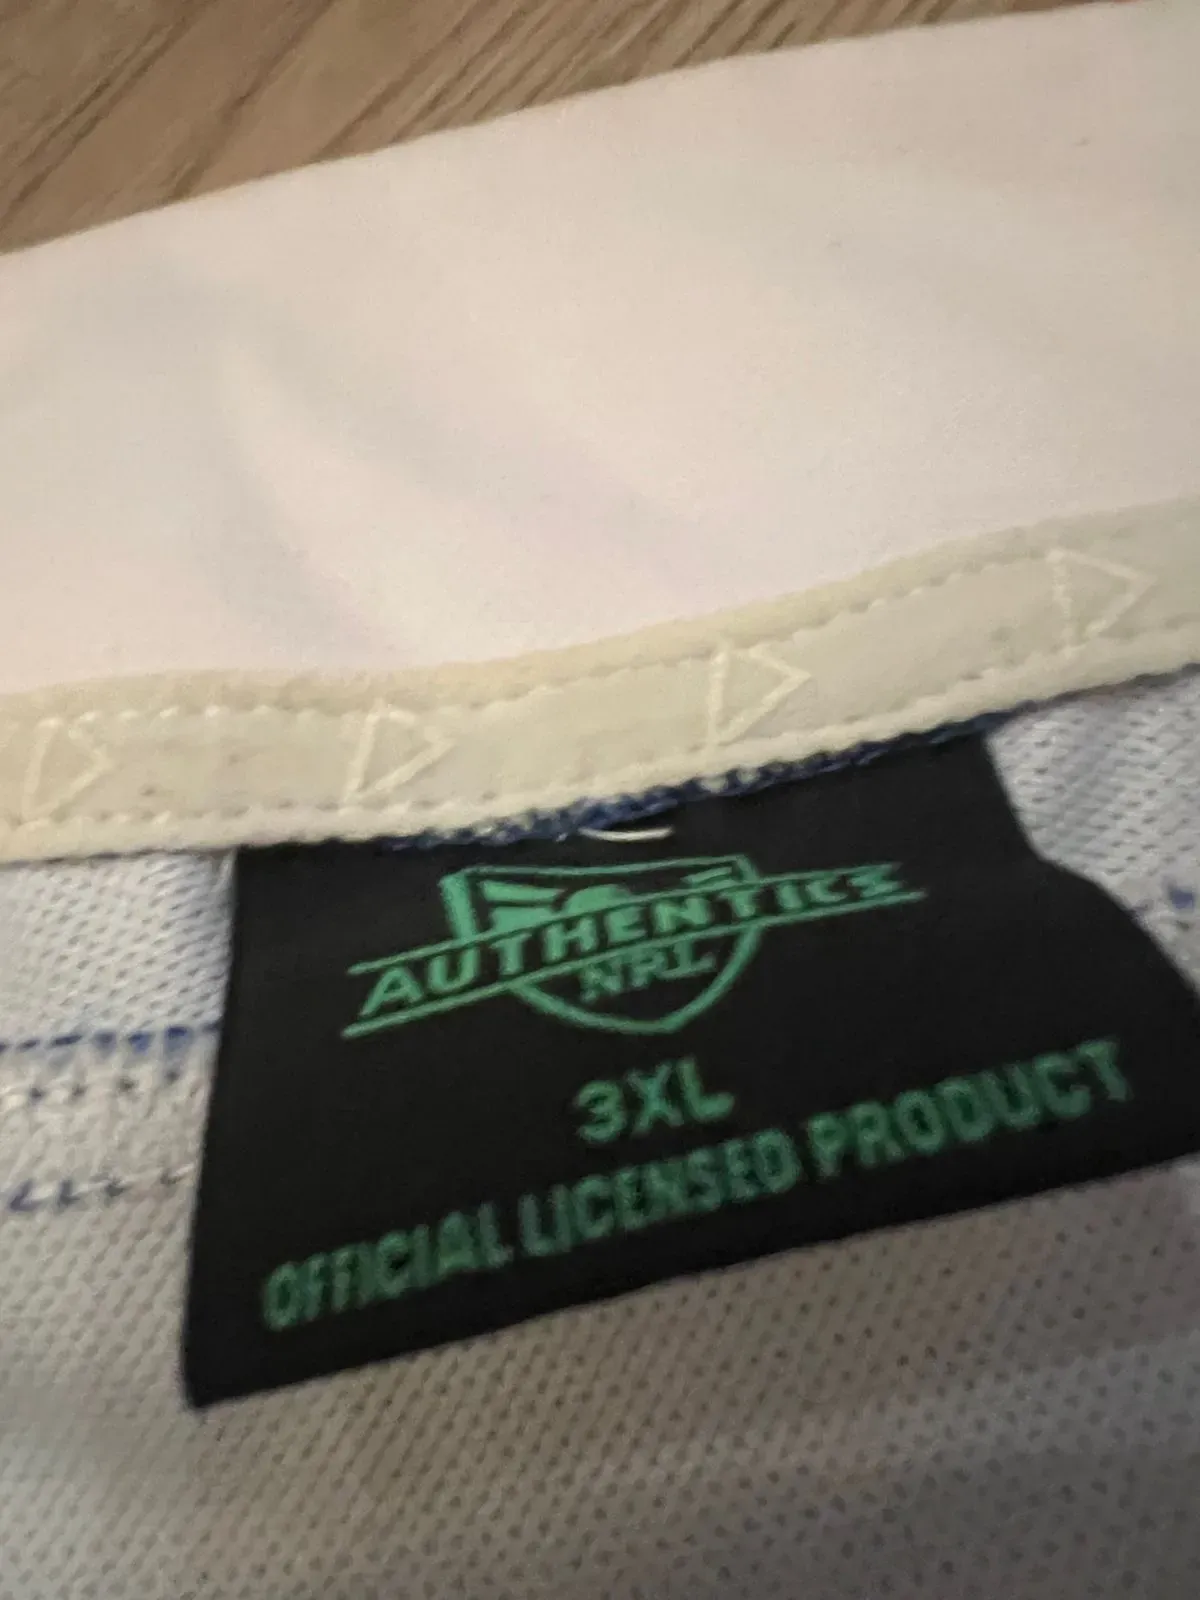 AUTHENTICS
NRL
3XL
OFFICIAL LICENSED PRODUCT